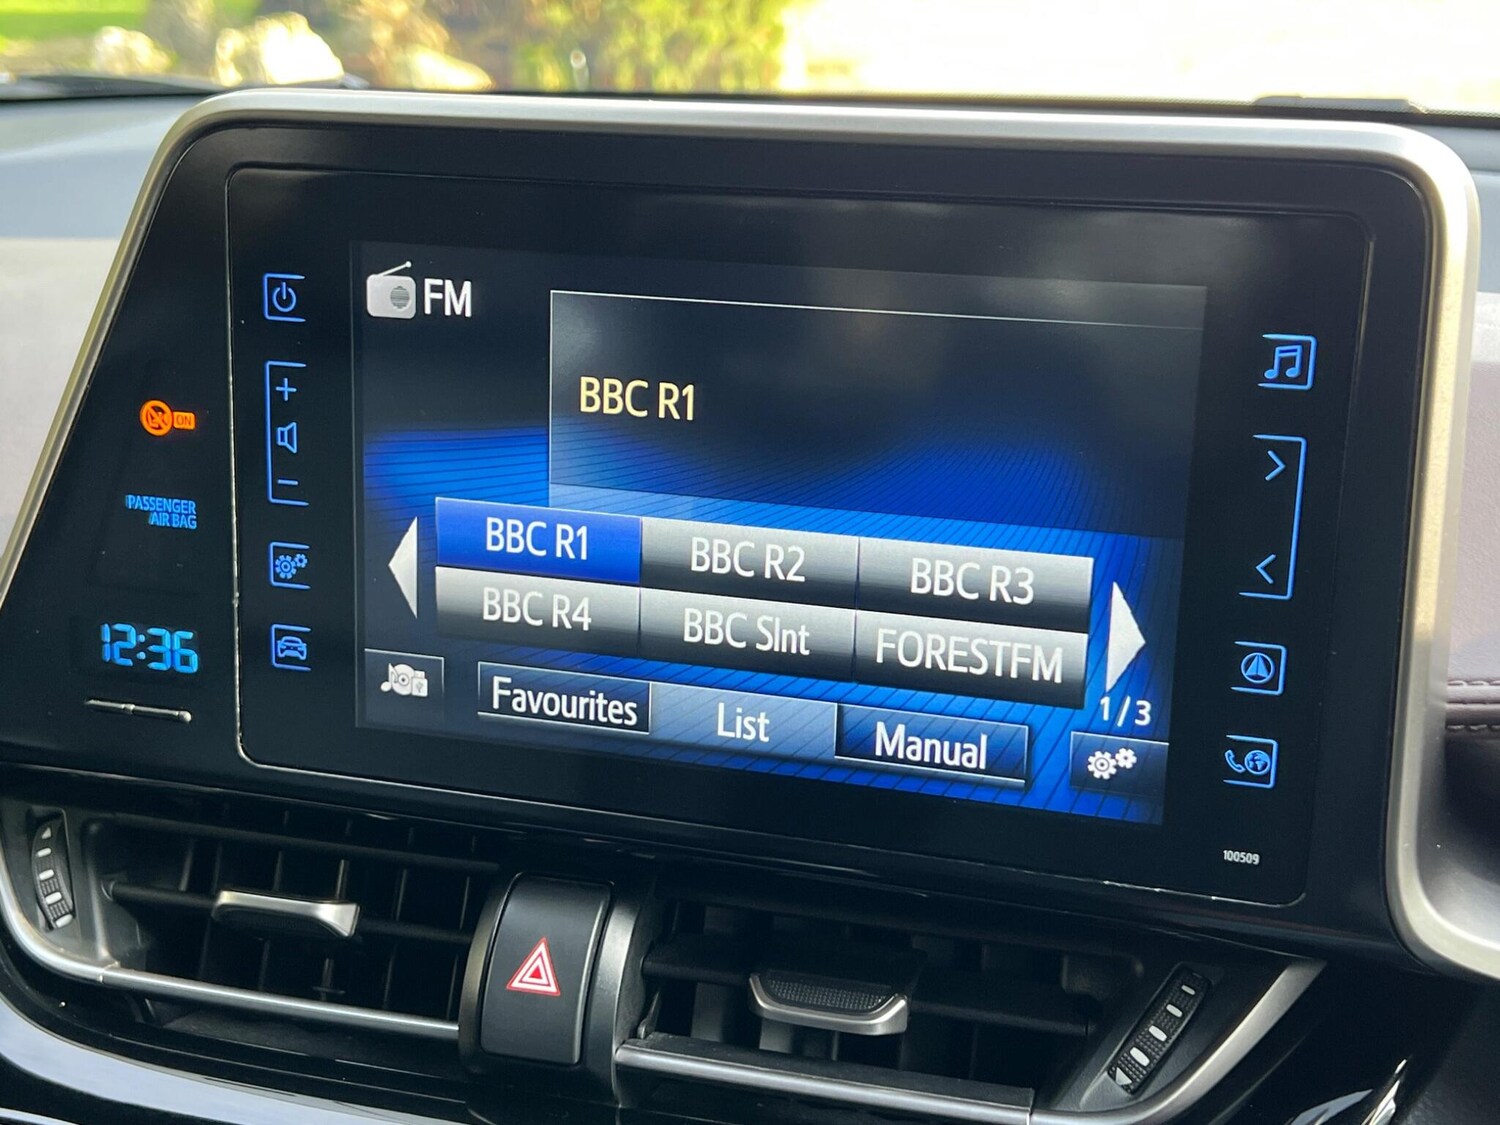 FM
BBC R1
BBC R1 BBC R2 BBC R3
BBC R4 BBC Slnt FORESTFM
1/3
Favourites List Manual
ON
PASSENGER
AIR BAG
12:36
100509